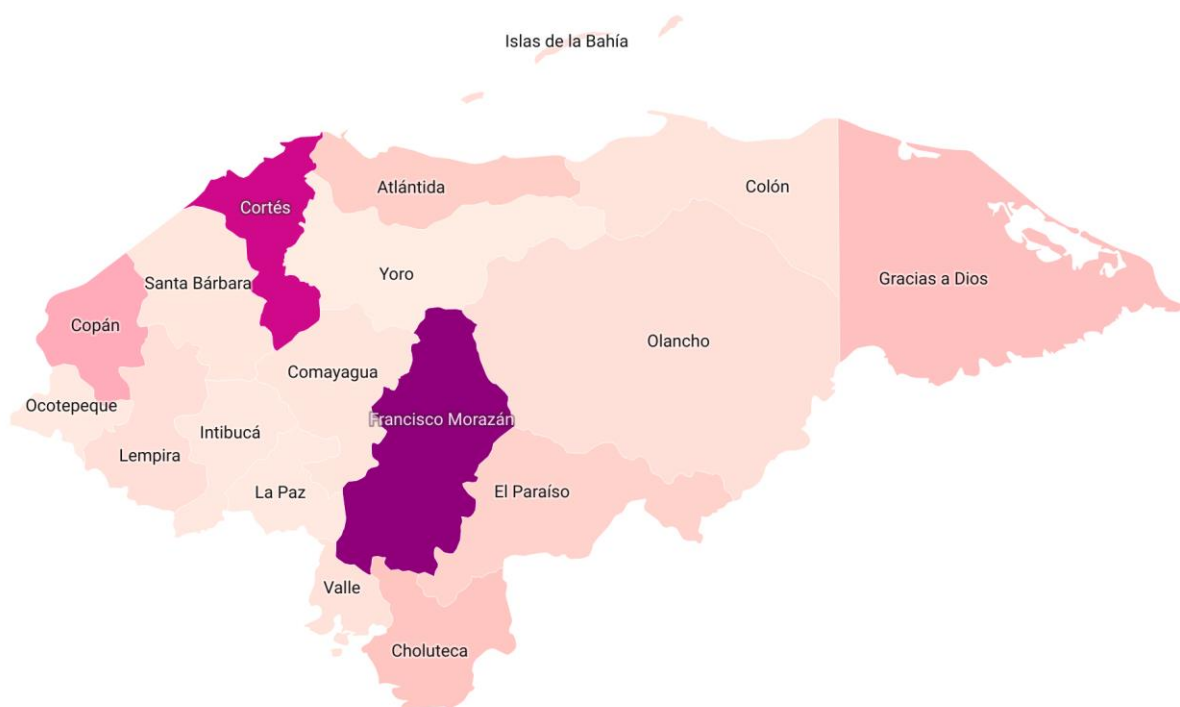 Islas de la Bahía
Atlántida
Colón
Cortés
Yoro
Gracias a Dios
Santa Bárbara
Copán
Olancho
Comayagua
Ocotepeque
Francisco Morazán
Intibucá
Lempira
La Paz
El Paraíso
Valle
Choluteca